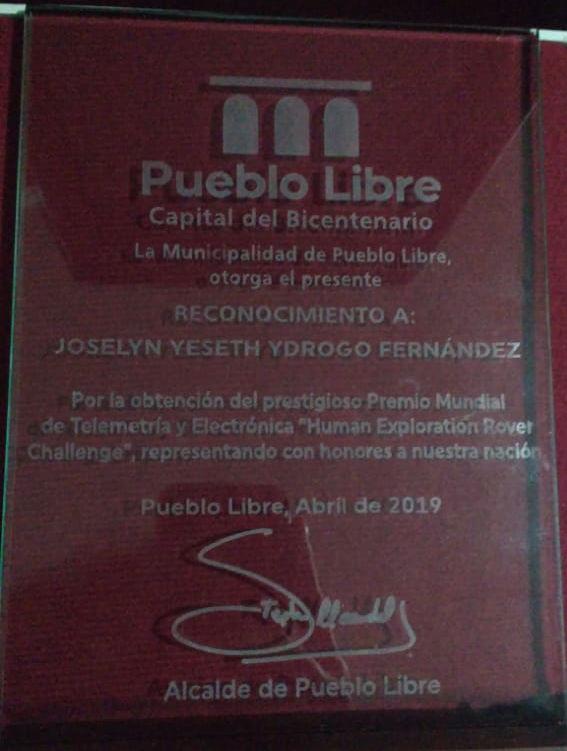 Pueblo Libre
Capital del Bicentenario
La Municipalidad de Pueblo Libre,
otorga el presente
RECONOCIMIENTO A:
JOSELYN YESETH YDROGO FERNÁNDEZ
Por la obtención del prestigioso Premio Mundial
de Telemetría y Electrónica "Human Exploration Rover
Challenge", representando con honores a nuestra nación
Pueblo Libre, Abril de 2019
Alcalde de Pueblo Libre